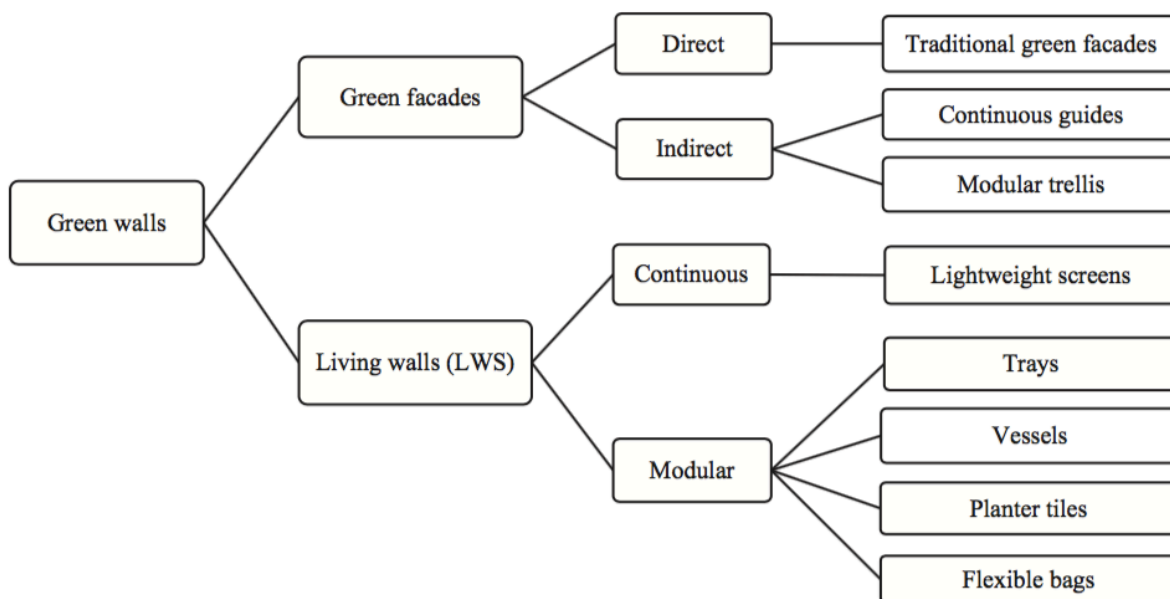 Green walls
Green facades
Direct
Traditional green facades
Indirect
Continuous guides
Modular trellis
Living walls (LWS)
Continuous
Lightweight screens
Modular
Trays
Vessels
Planter tiles
Flexible bags